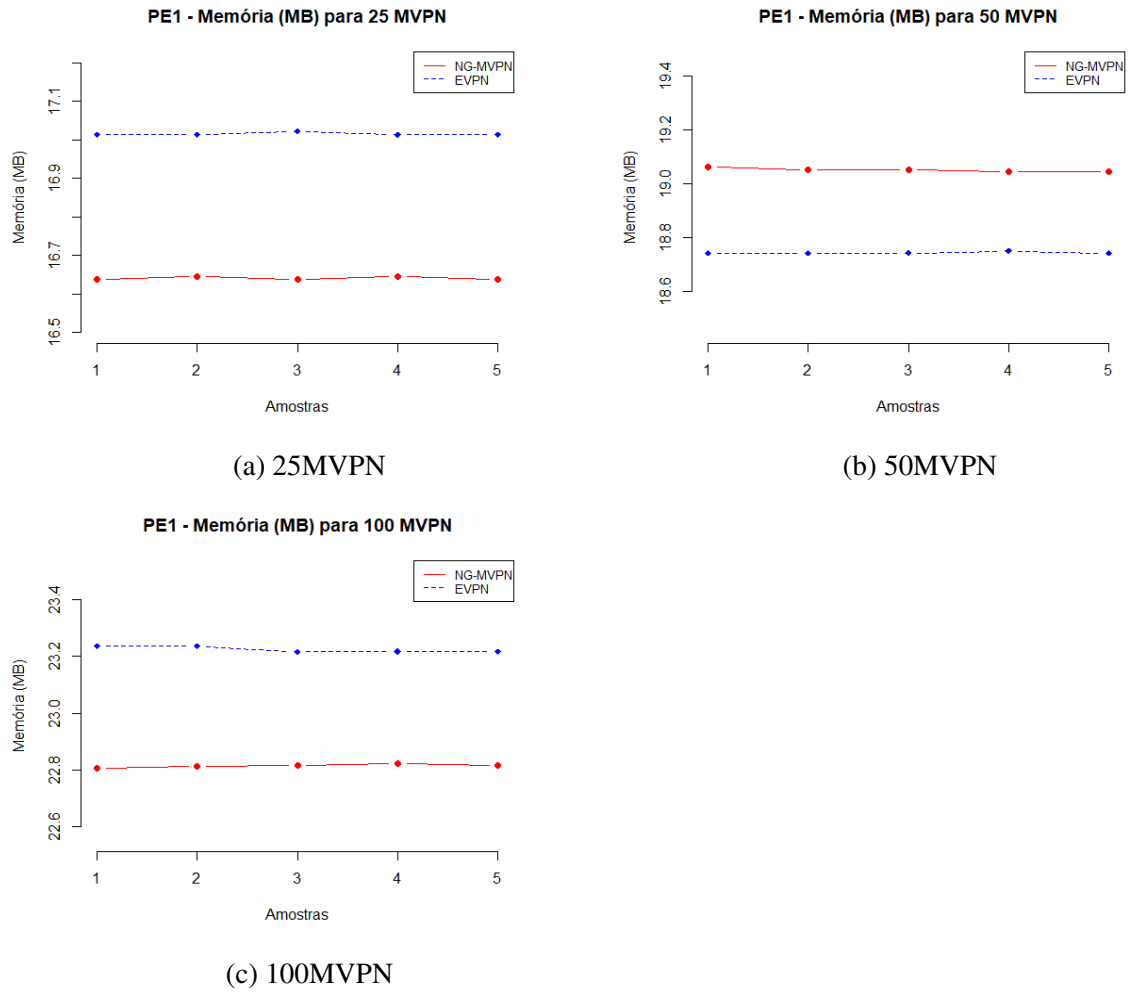 PE1 - Memória (MB) para 25 MVPN
NG-MVPN
EVPN
17.1
16.9
16.7
16.5
Memória (MB)
1 2 3 4 5
Amostras
(a) 25MVPN
PE1 - Memória (MB) para 50 MVPN
NG-MVPN
EVPN
19.4
19.2
19.0
18.8
18.6
Memória (MB)
1 2 3 4 5
Amostras
(b) 50MVPN
PE1 - Memória (MB) para 100 MVPN
NG-MVPN
EVPN
23.4
23.2
23.0
22.8
22.6
Memória (MB)
1 2 3 4 5
Amostras
(c) 100MVPN